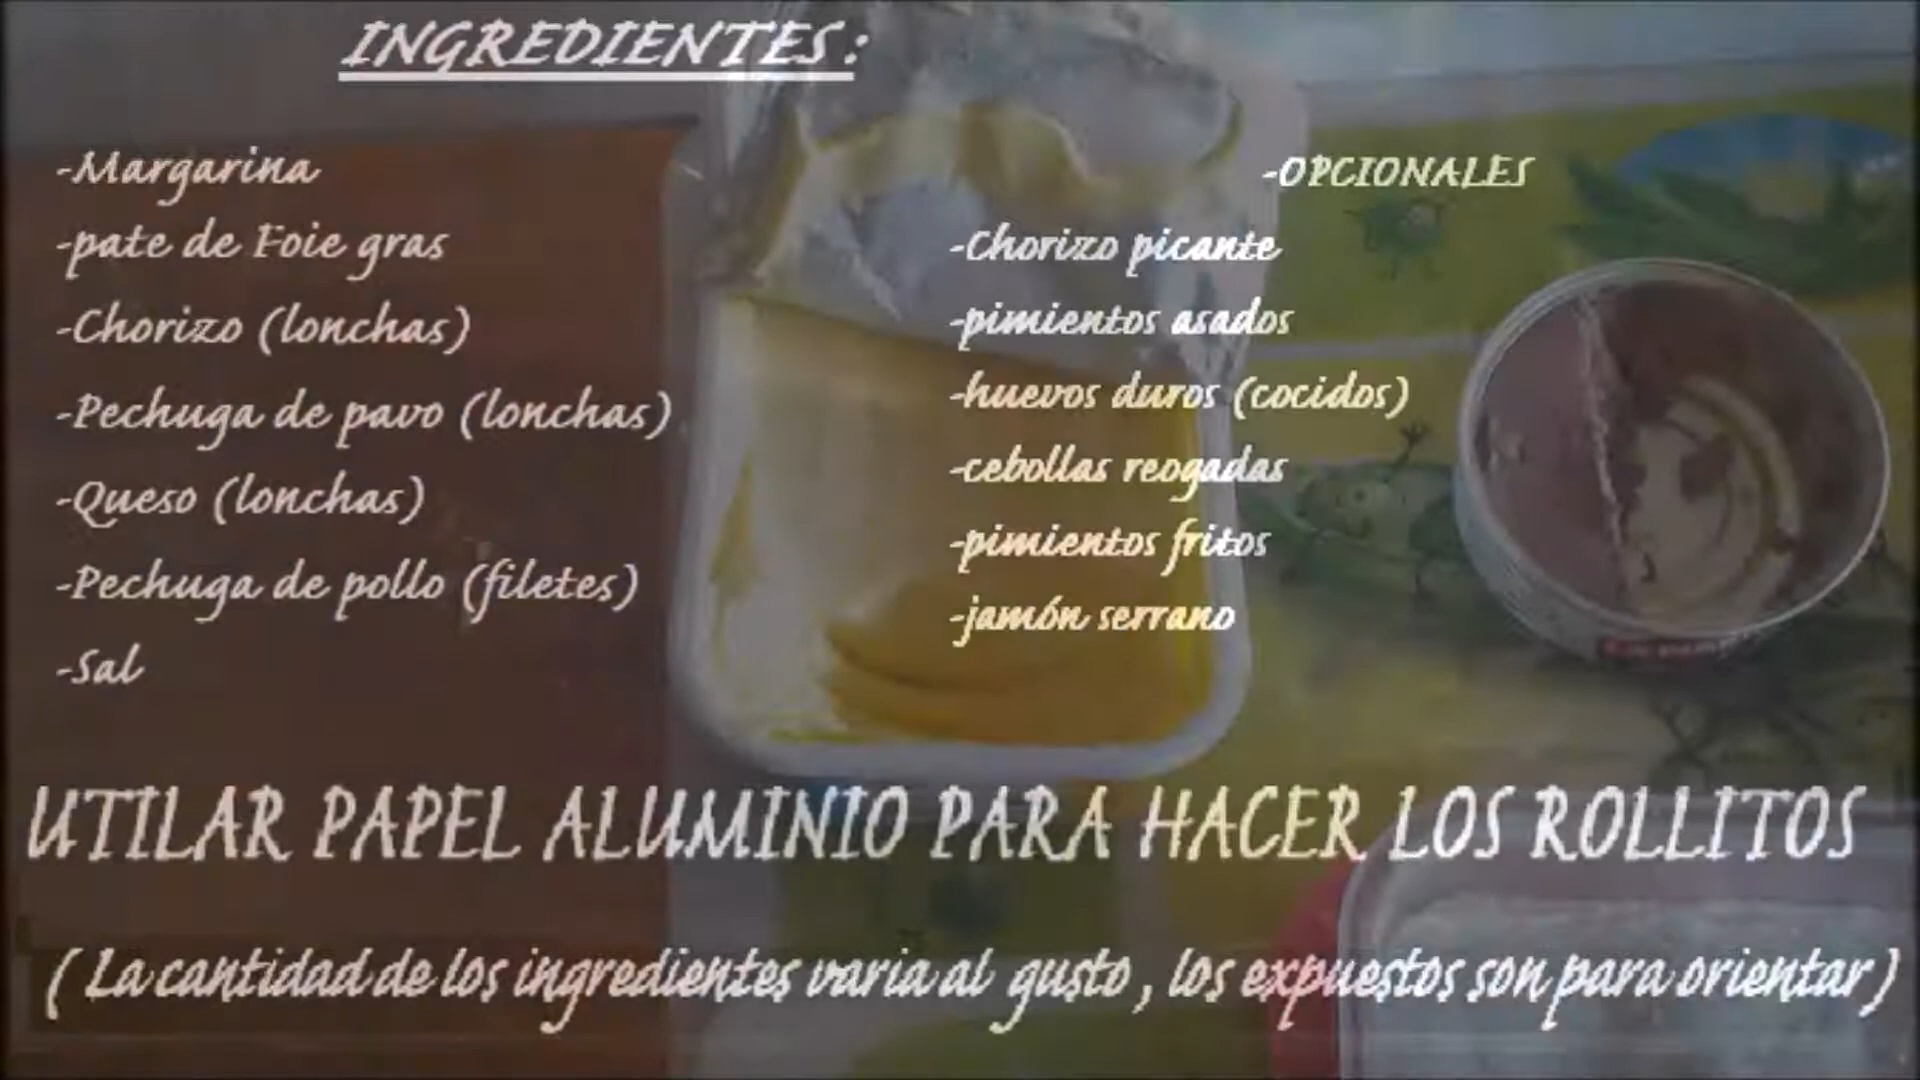 INGREDIENTES:
-Margarina
-pate de Foie gras
-Chorizo (lonchas)
-Pechuga de pavo (lonchas)
-Queso (lonchas)
-Pechuga de pollo (filetes)
-Sal
-OPCIONALES
-Chorizo picante
-pimientos asados
-huevos duros (cocidos)
-cebollas reogadas
-pimientos fritos
-jamón serrano
UTILAR PAPEL ALUMINIO PARA HACER LOS ROLLITOS
( La cantidad de los ingredientes varia al gusto , los expuestos son para orientar )